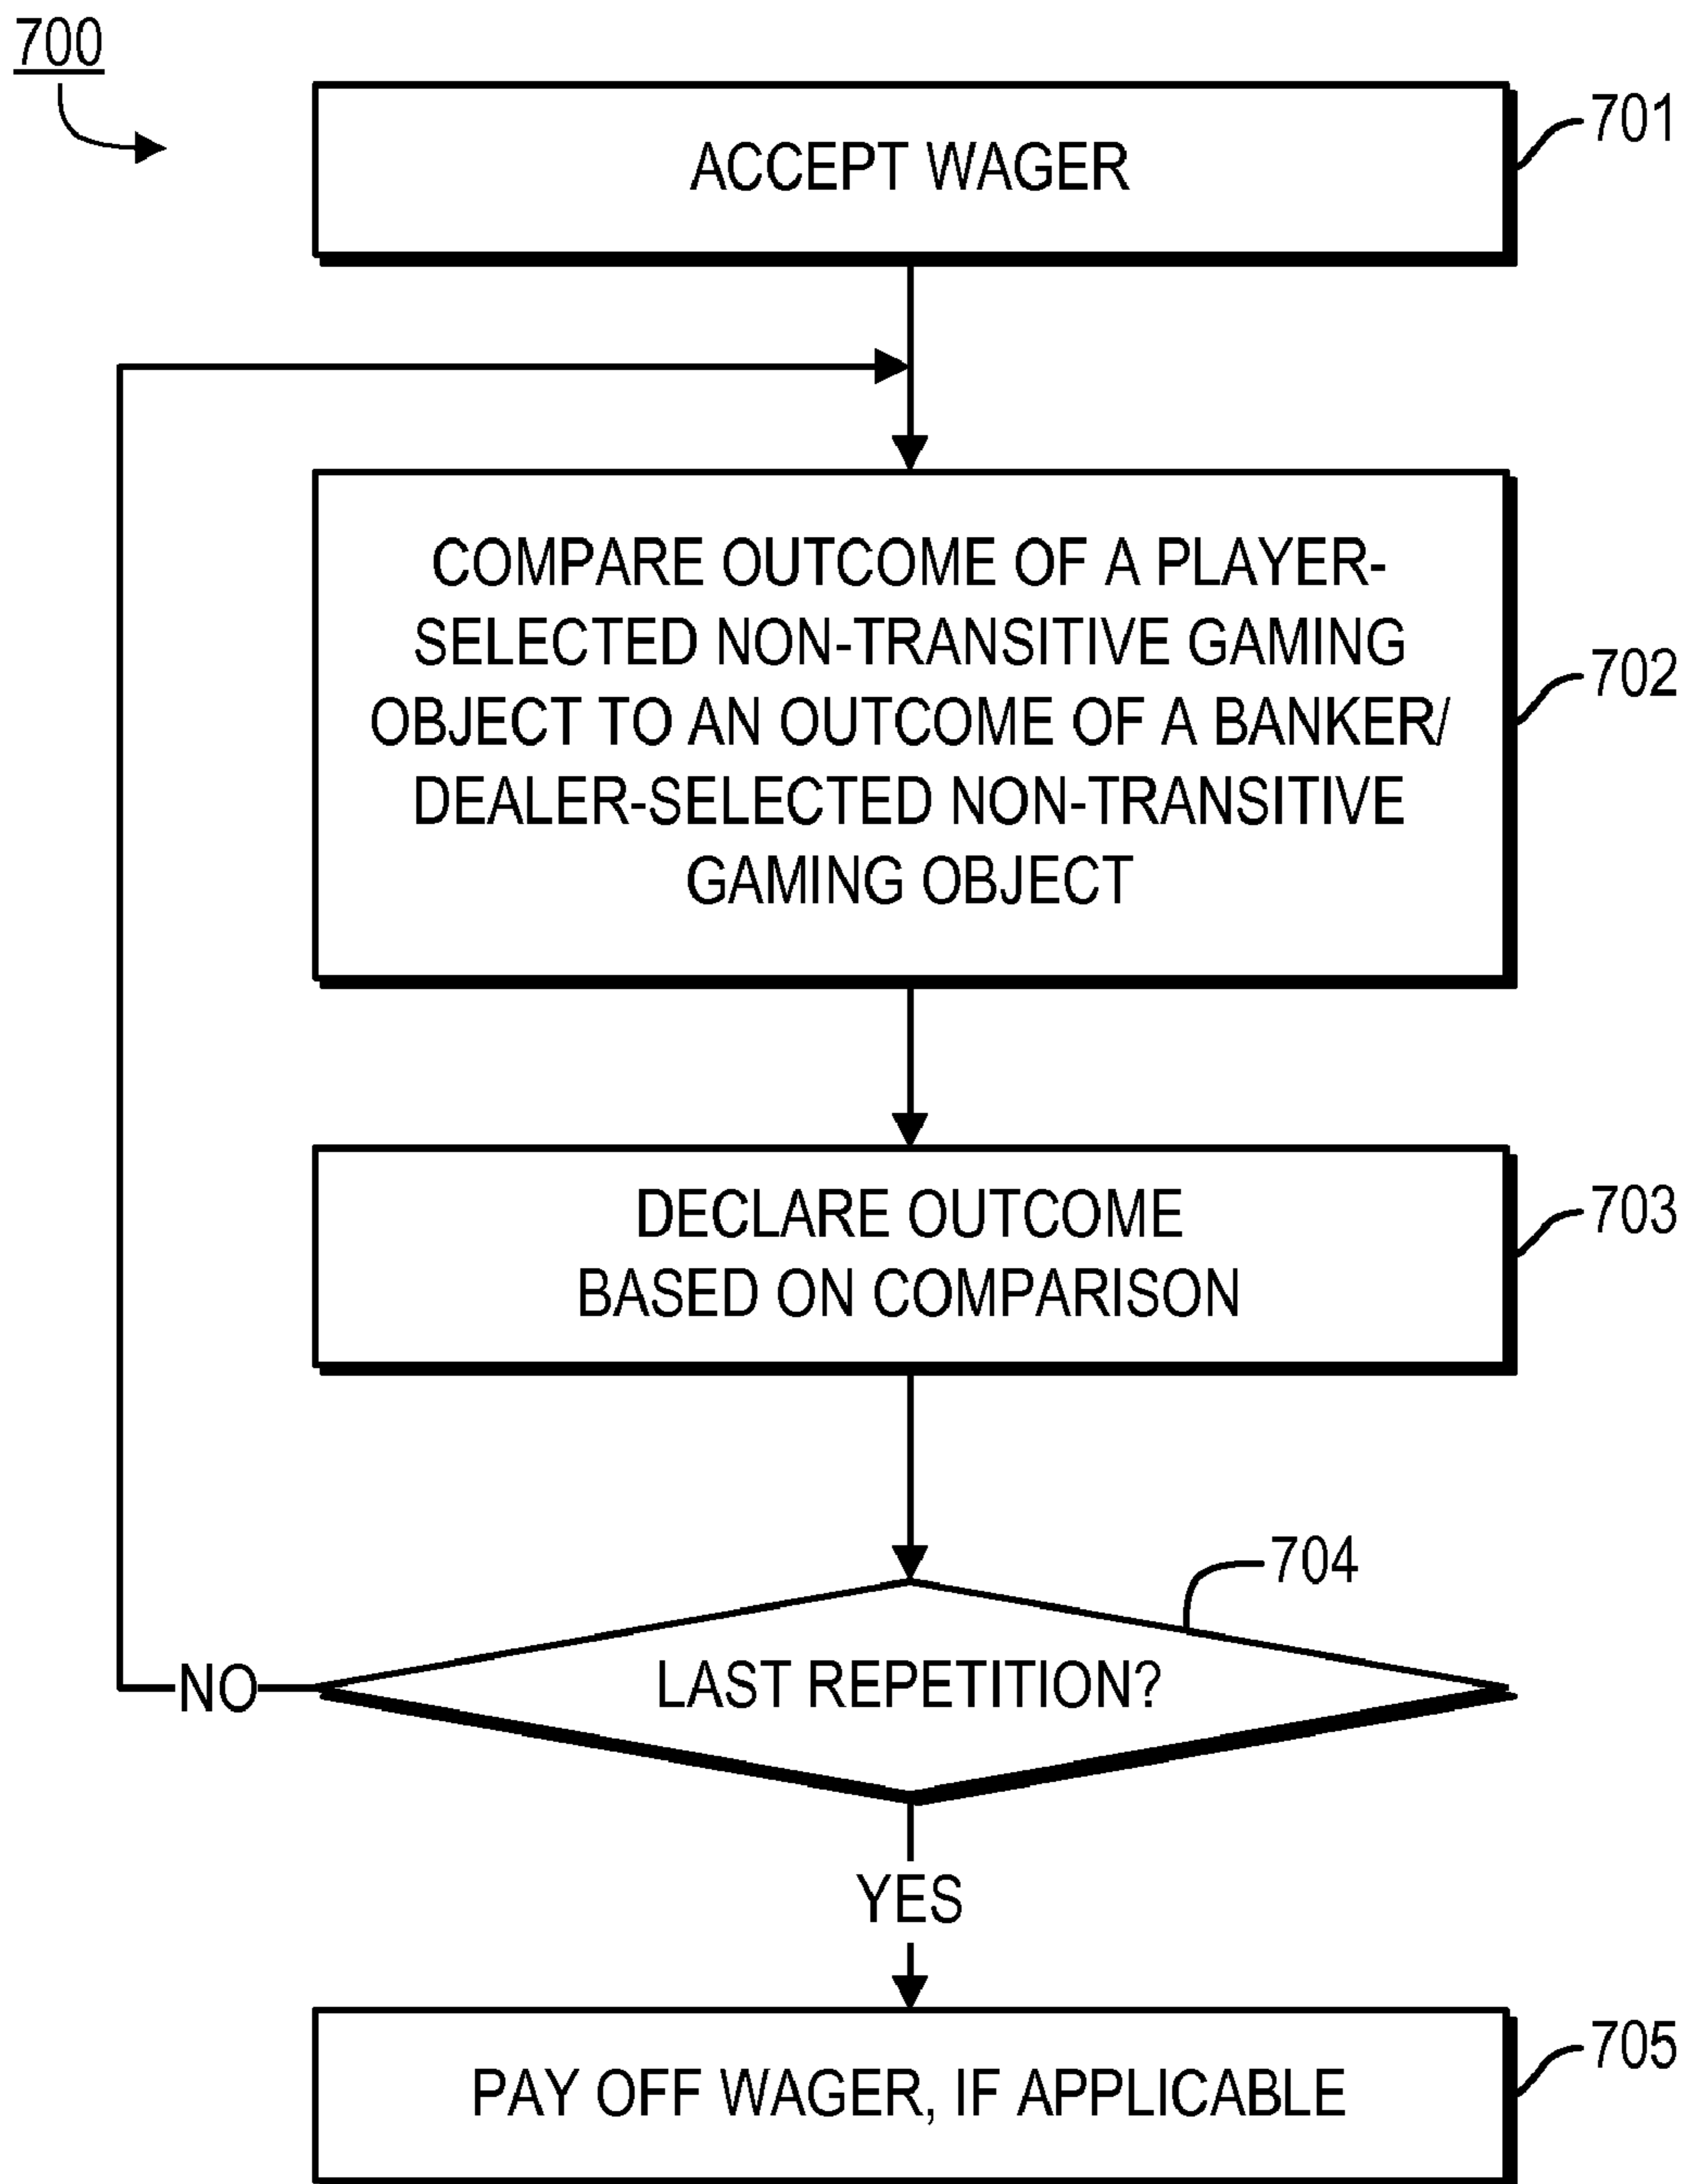 700
ACCEPT WAGER
701
COMPARE OUTCOME OF A PLAYER-
SELECTED NON-TRANSITIVE GAMING
OBJECT TO AN OUTCOME OF A BANKER/
DEALER-SELECTED NON-TRANSITIVE
GAMING OBJECT
702
DECLARE OUTCOME
BASED ON COMPARISON
703
704
LAST REPETITION?
NO
YES
PAY OFF WAGER, IF APPLICABLE
705